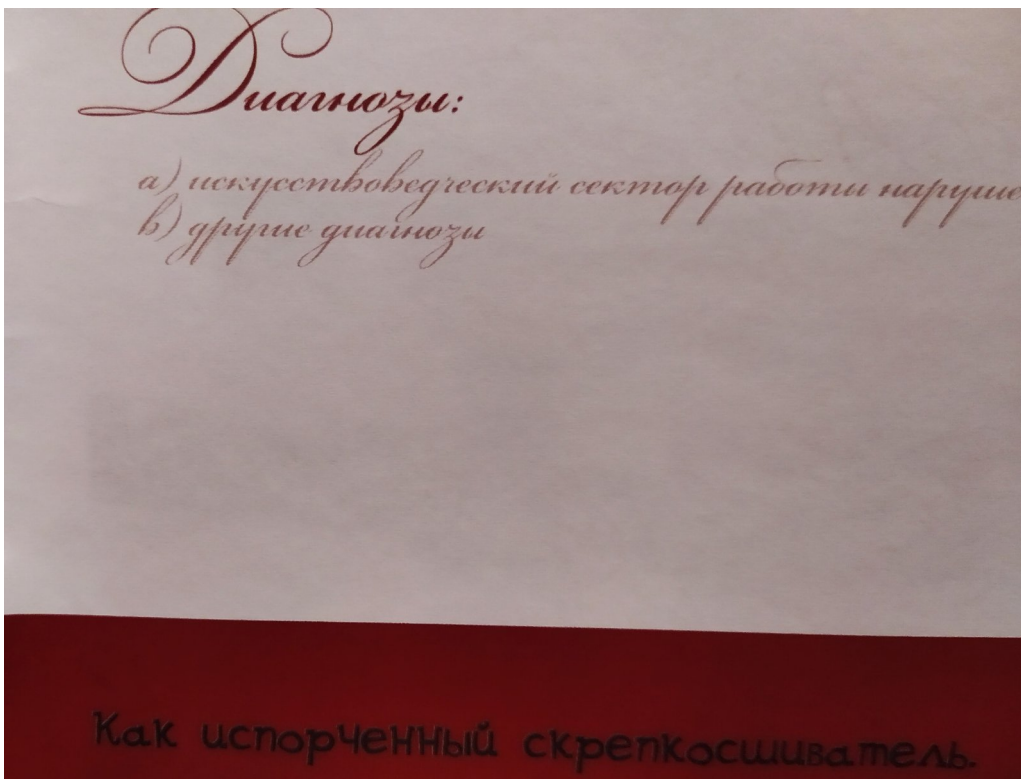 Диагнозы:
а) искусствоведческий сектор работы наруше
в) другие диагнозы
Как испорченный скрепкосшиватель.